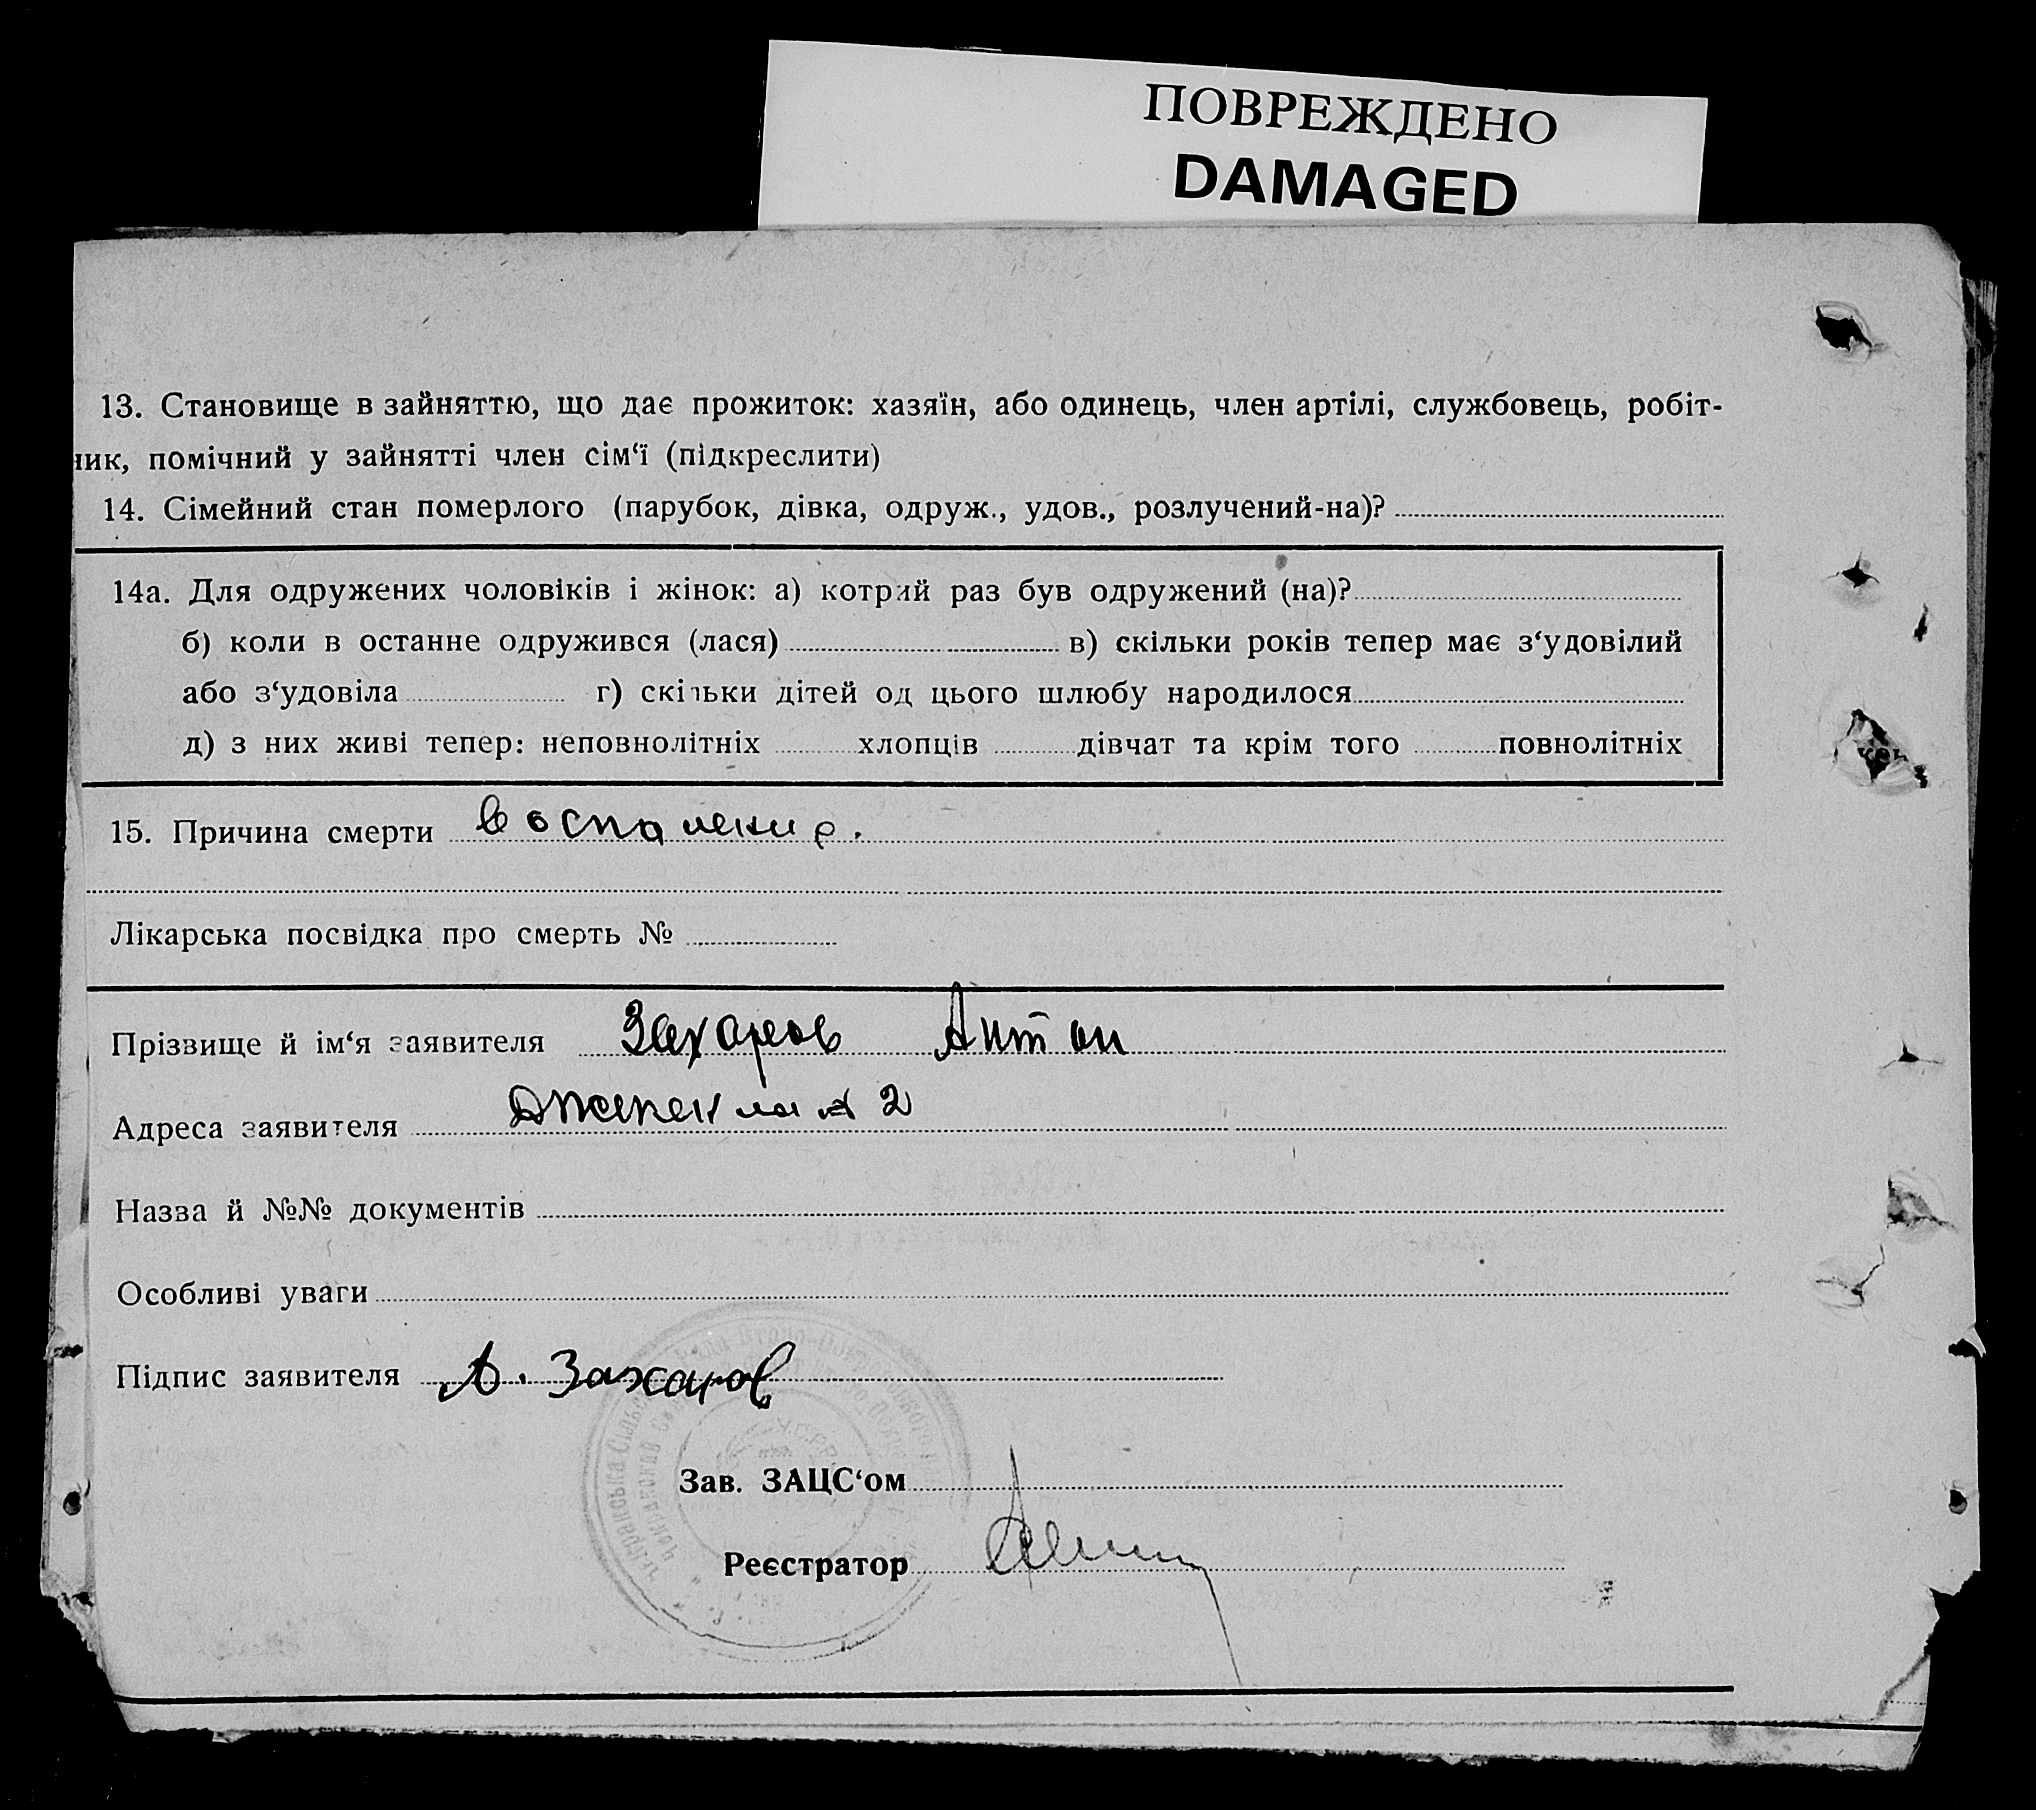 ПОВРЕЖДЕНО
DAMAGED
13. Становище в зайняттю, що дає прожиток: хазяїн, або одинець, член артілі, службовець, робіт-
ник, помічний у зайнятті член сім‘ї (підкреслити)
14. Сімейний стан померлого (парубок, дівка, одруж., удов., розлучений-на)?
14а. Для одружених чоловіків і жінок: а) котрий раз був одружений (на)?
б) коли в останне одружився (лася) в) скільки років тепер має з‘удовілий
або з‘удовіла г) скільки дітей од цього шлюбу народилося
д) з них живі тепер: неповнолітніх хлопців дівчат та крім того повнолітніх
15. Причина смерти воспаление.
Лікарська посвідка про смерть №
Прізвище й ім‘я заявителя Захаров Антон
Адреса заявителя 2
Назва й №№ документів
Особливі уваги
Підпис заявителя А. Захаров
Зав. ЗАЦС‘ом
Реєстратор